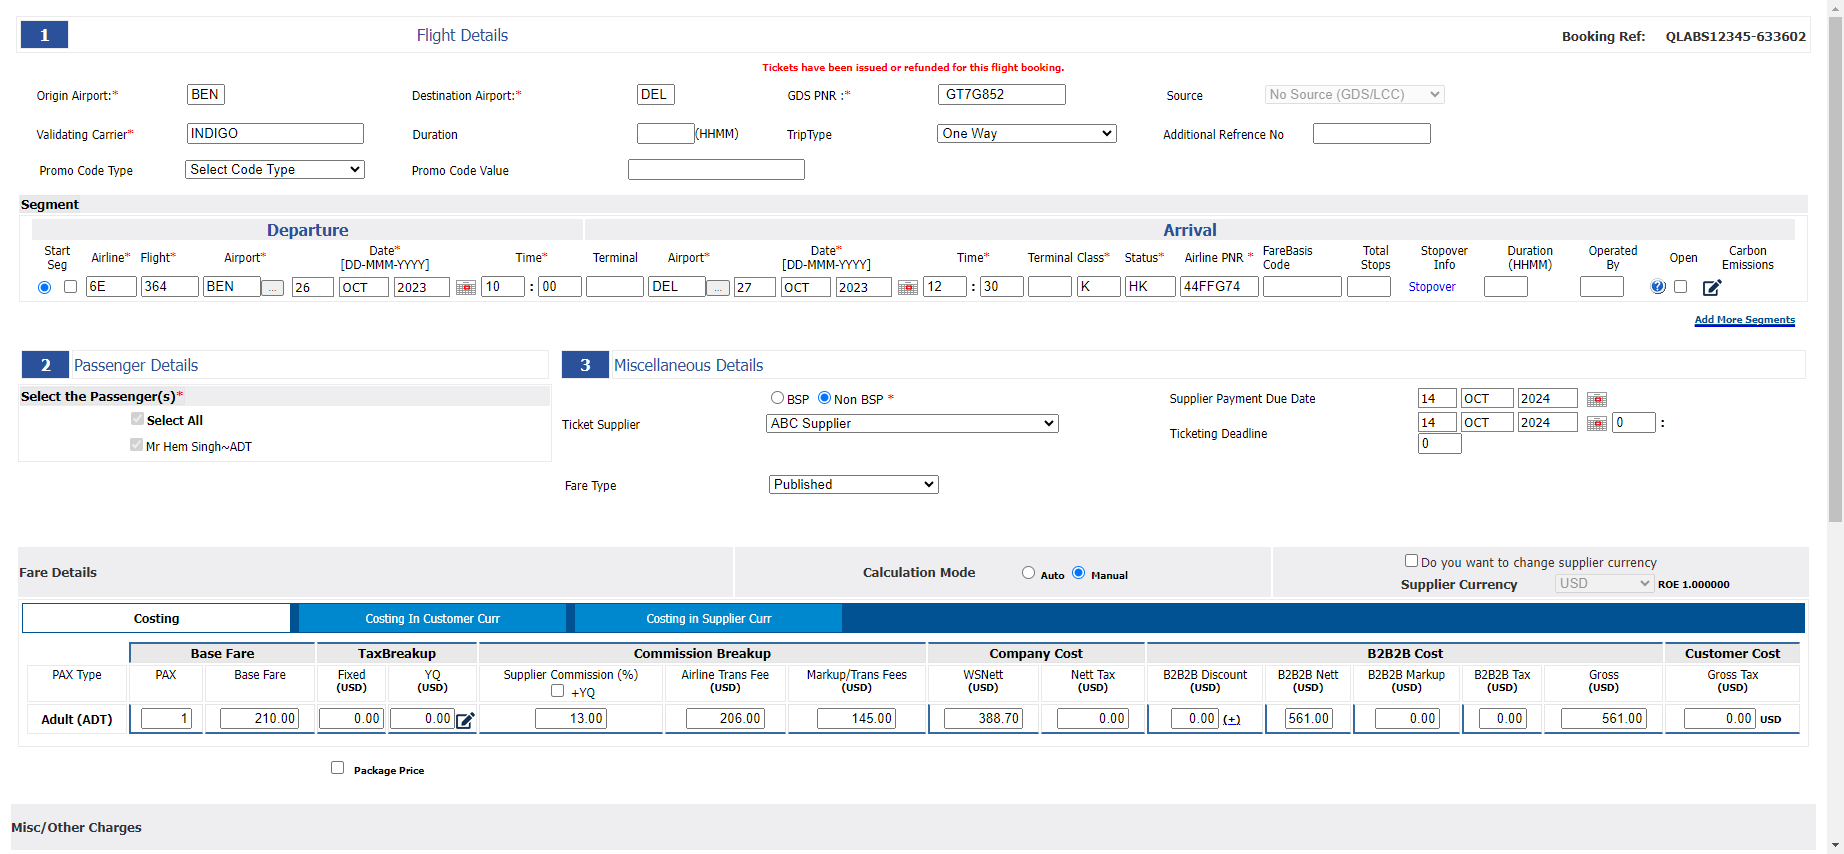 1 Flight Details Booking Ref: QLABS12345-633602
Tickets have been issued or refunded for this flight booking.
Origin Airport:* BEN Destination Airport:* DEL GDS PNR :* GT7G852 Source No Source (GDS/LCC)
Validating Carrier* INDIGO Duration (HHMM) TripType One Way Additional Refrence No
Promo Code Type Select Code Type Promo Code Value
Segment
Departure Arrival
Start Seg Airline* Flight* Airport* Date* [DD-MMM-YYYY] Time* Terminal Airport* Date* [DD-MMM-YYYY] Time* Terminal Class* Status* Airline PNR * FareBasis Code Total Stops Stopover Info Duration (HHMM) Operated By Open Carbon Emissions
6E 364 BEN ... 26 OCT 2023 10 : 00 DEL ... 27 OCT 2023 12 : 30 K HK 44FFG74 Stopover ?
Add More Segments
2 Passenger Details 3 Miscellaneous Details
Select the Passenger(s)*
Select All
Mr Hem Singh~ADT
BSP Non BSP * Supplier Payment Due Date 14 OCT 2024
Ticket Supplier ABC Supplier Ticketing Deadline 14 OCT 2024 0 :
0
Fare Type Published
Fare Details Calculation Mode Auto Manual Do you want to change supplier currency
Supplier Currency USD ROE 1.000000
Costing Costing In Customer Curr Costing in Supplier Curr
Base Fare TaxBreakup Commission Breakup Company Cost B2B2B Cost Customer Cost
PAX Type PAX Base Fare Fixed (USD) YQ (USD) Supplier Commission (%) +YQ Airline Trans Fee (USD) Markup/Trans Fees (USD) WSNett (USD) Nett Tax (USD) B2B2B Discount (USD) B2B2B Nett (USD) B2B2B Markup (USD) B2B2B Tax (USD) Gross (USD) Gross Tax (USD)
Adult (ADT) 1 210.00 0.00 0.00 13.00 206.00 145.00 388.70 0.00 0.00 (+) 561.00 0.00 0.00 561.00 0.00 USD
Package Price
Misc/Other Charges